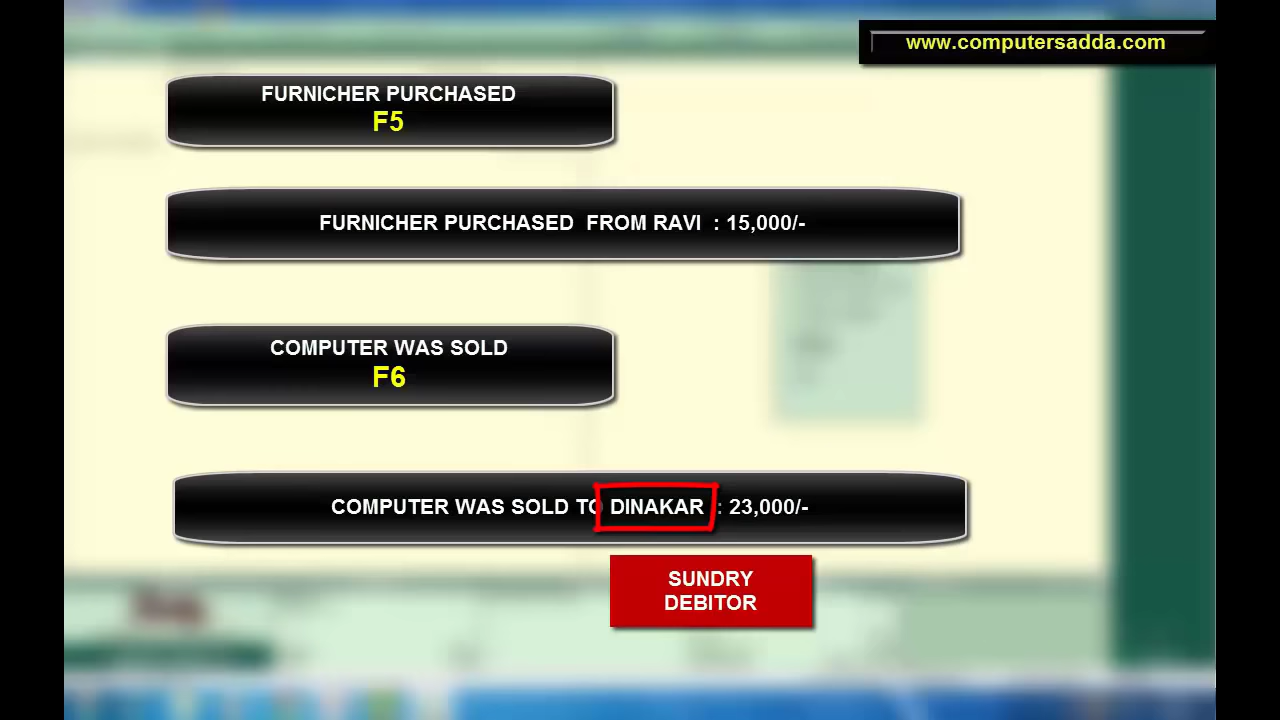 www.computersadda.com
FURNICHER PURCHASED
F5
FURNICHER PURCHASED FROM RAVI : 15,000/-
COMPUTER WAS SOLD
F6
COMPUTER WAS SOLD TO DINAKAR : 23,000/-
SUNDRY
DEBITOR